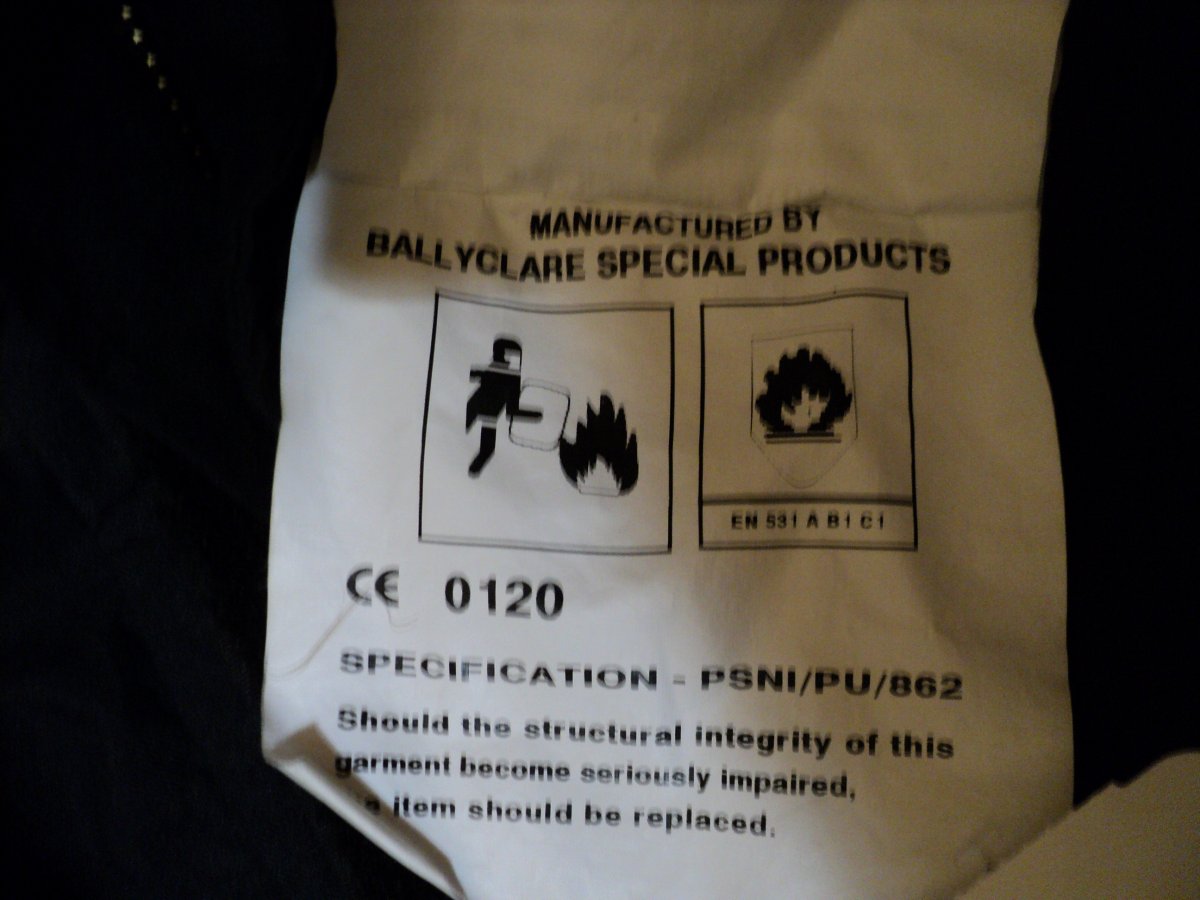 MANUFACTURED BY
BALLYCLARE SPECIAL PRODUCTS
EN 531 A B1 C1
CE 0120
SPECIFICATION - PSNI/PU/862
Should the structural integrity of this
garment become seriously impaired,
item should be replaced.